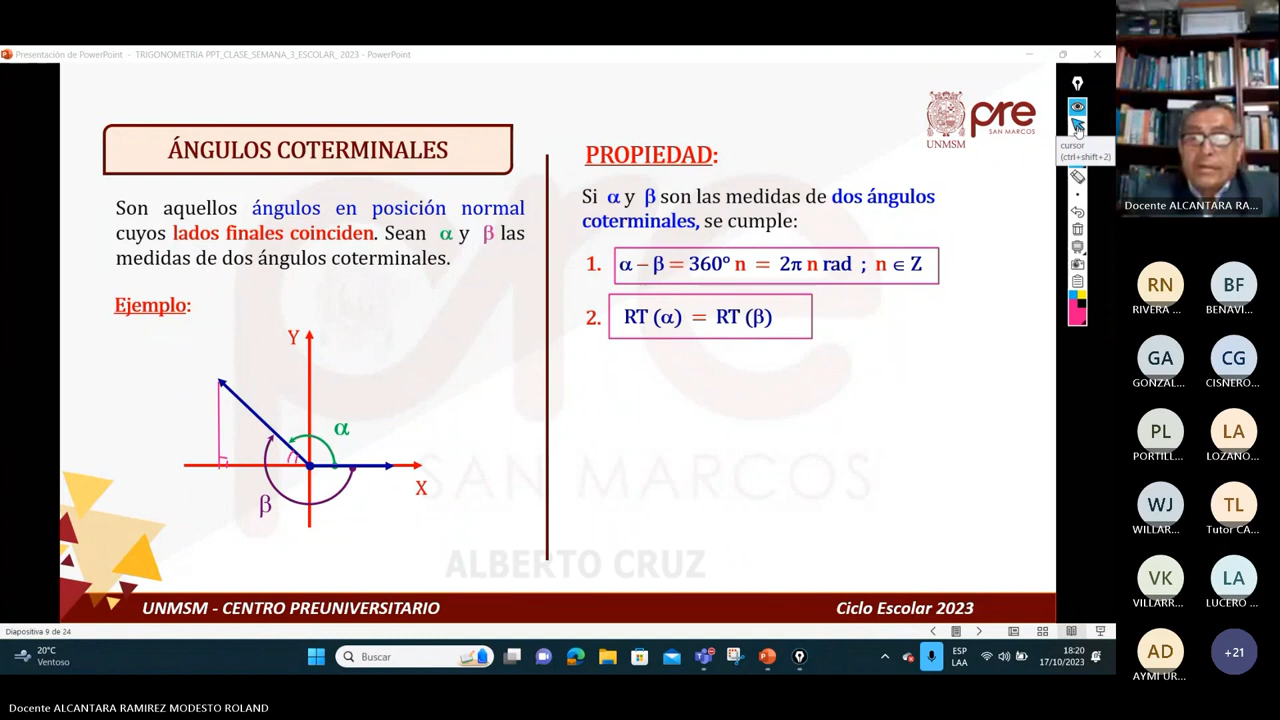 Presentación de PowerPoint - TRIGONOMETRIA PPT_CLASE_SEMANA_3_ESCOLAR_ 2023 - PowerPoint
UNMSM
pre
SAN MARCOS
cursor
(ctrl+shift+2)
Docente ALCANTARA RA...
ÁNGULOS COTERMINALES
Son aquellos ángulos en posición normal
cuyos lados finales coinciden. Sean α y β las
medidas de dos ángulos coterminales.
Ejemplo:
Y
α
X
β
PROPIEDAD:
Si α y β son las medidas de dos ángulos
coterminales, se cumple:
1. α – β = 360° n = 2π n rad ; n ∈ Z
2. RT (α) = RT (β)
pre
SAN MARCOS
ALBERTO CRUZ
UNMSM - CENTRO PREUNIVERSITARIO
Ciclo Escolar 2023
RN
RIVERA ...
BF
BENAVI...
GA
GONZAL...
CG
CISNERO...
PL
PORTILL...
LA
LOZANO...
WJ
WILLAR...
TL
Tutor CA...
VK
VILLARR...
LA
LUCERO ...
AD
AYMI UR...
+21
Diapositiva 9 de 24
20°C
Ventoso
Buscar
ESP
LAA
18:20
17/10/2023
Docente ALCANTARA RAMIREZ MODESTO ROLAND